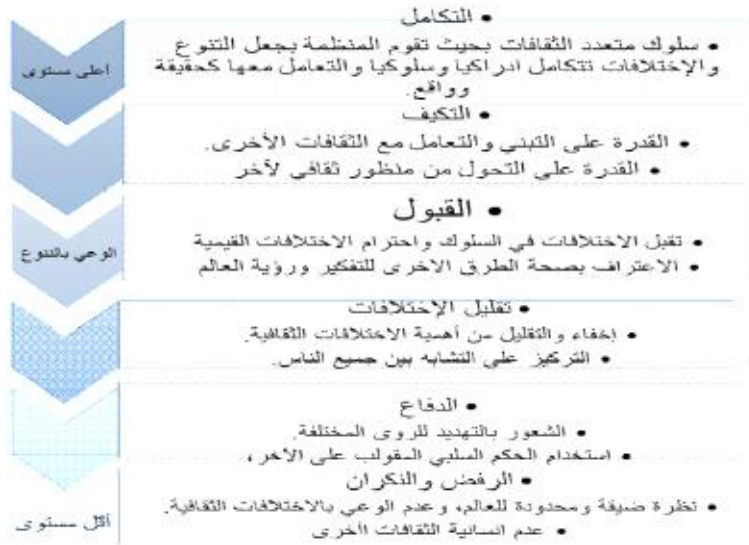 • التكامل
• سلوك متعدد الثقافات بحيث تقوم المنظمة بجعل التنوع
والإختلافات تتكامل ادراكيا وسلوكيا والتعامل معها كحقيقة
وواقع.
أعلى مستوى
• التكيف
• القدرة على التبني والتعامل مع الثقافات الأخرى.
• القدرة على التحول من منظور ثقافي لآخر
• القبول
• تقبل الاختلافات في السلوك واحترام الاختلافات القيمية
• الاعتراف بصحة الطرق الاخرى للتفكير ورؤية العالم
الوعي بالتنوع
• تقليل الإختلافات
• إخفاء والتقليل من أهمية الاختلافات الثقافية.
• التركيز على التشابه بين جميع الناس.
• الدفاع
• الشعور بالتهديد للروى المختلفة.
• استخدام الحكم السلبي المقولب على الآخر،
• الرفض والنكران
• نظرة ضيقة ومحدودة للعالم، وعدم الوعي بالاختلافات الثقافية.
• عدم انسانية الثقافات األخرى
أقل مستوى